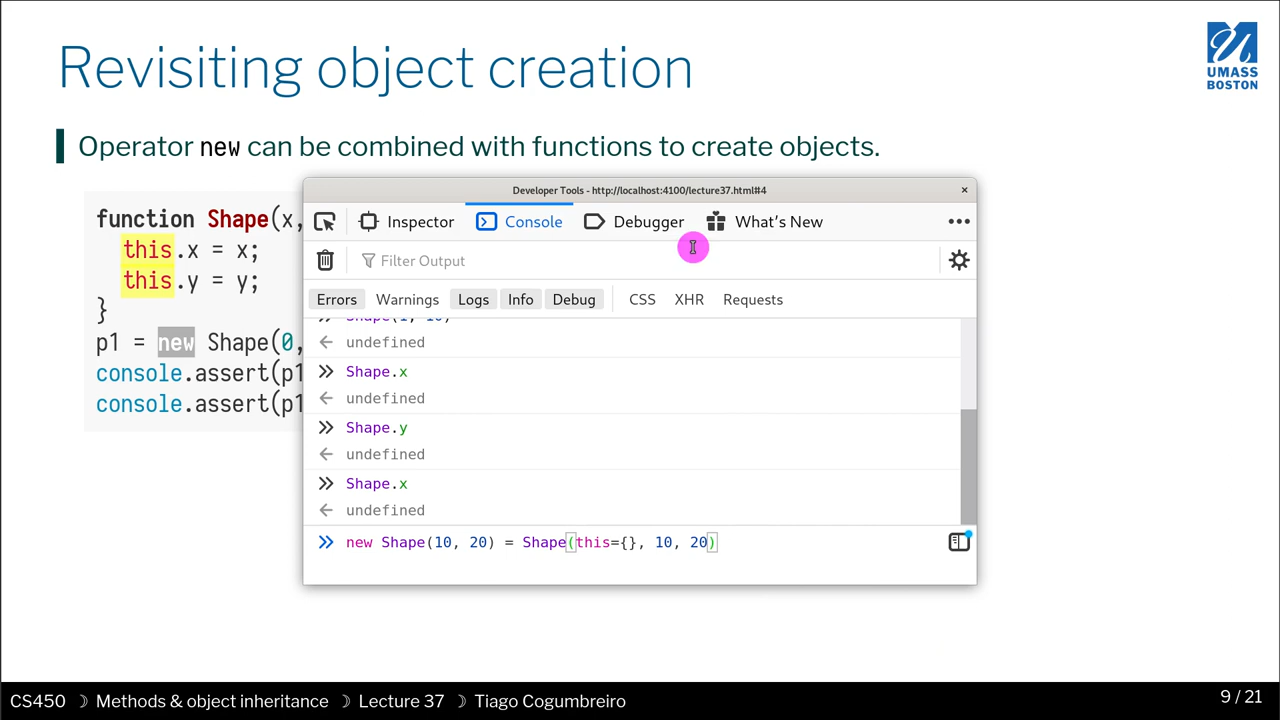 Revisiting object creation
UMASS
BOSTON
Operator new can be combined with functions to create objects.
function Shape(x,
this.x = x;
this.y = y;
}
p1 = new Shape(0,
console.assert(p1
console.assert(p1
Developer Tools - http://localhost:4100/lecture37.html#4
Inspector Console Debugger What's New
Filter Output
Errors Warnings Logs Info Debug CSS XHR Requests
Shape(1, 10)
undefined
Shape.x
undefined
Shape.y
undefined
Shape.x
undefined
new Shape(10, 20) = Shape(this={}, 10, 20)
CS450 ☽ Methods & object inheritance ☽ Lecture 37 ☽ Tiago Cogumbreiro
9 / 21